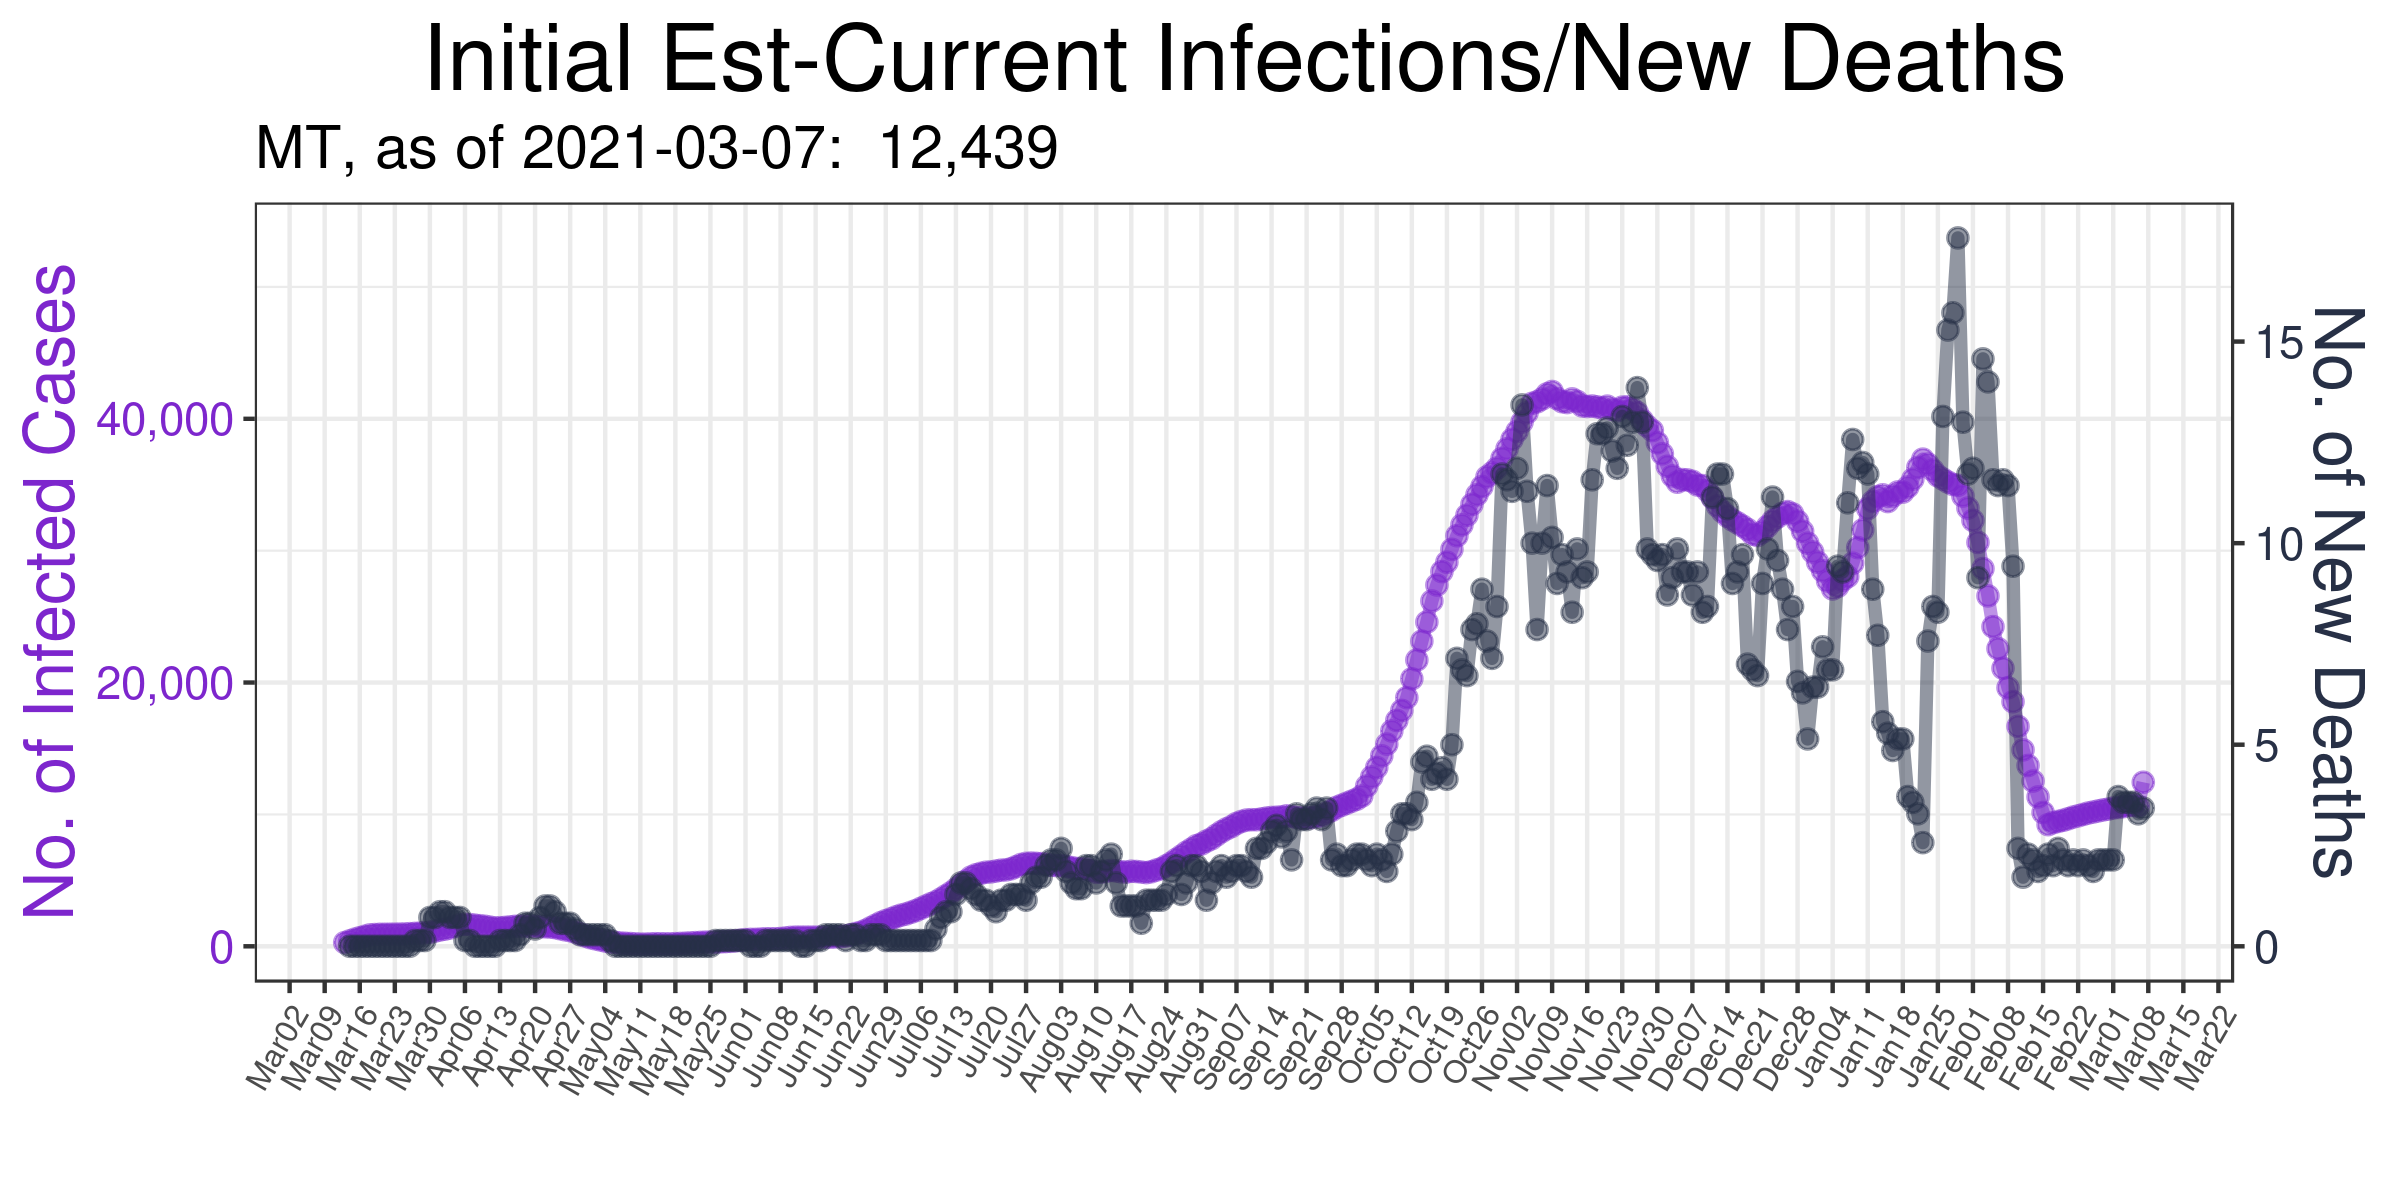 Initial Est-Current Infections/New Deaths
MT, as of 2021-03-07:  12,439
No. of Infected Cases
40,000
20,000
0
No. of New Deaths
15
10
5
0
Mar02
Mar09
Mar16
Mar23
Mar30
Apr06
Apr13
Apr20
Apr27
May04
May11
May18
May25
Jun01
Jun08
Jun15
Jun22
Jun29
Jul06
Jul13
Jul20
Jul27
Aug03
Aug10
Aug17
Aug24
Aug31
Sep07
Sep14
Sep21
Sep28
Oct05
Oct12
Oct19
Oct26
Nov02
Nov09
Nov16
Nov23
Nov30
Dec07
Dec14
Dec21
Dec28
Jan04
Jan11
Jan18
Jan25
Feb01
Feb08
Feb15
Feb22
Mar01
Mar08
Mar15
Mar22